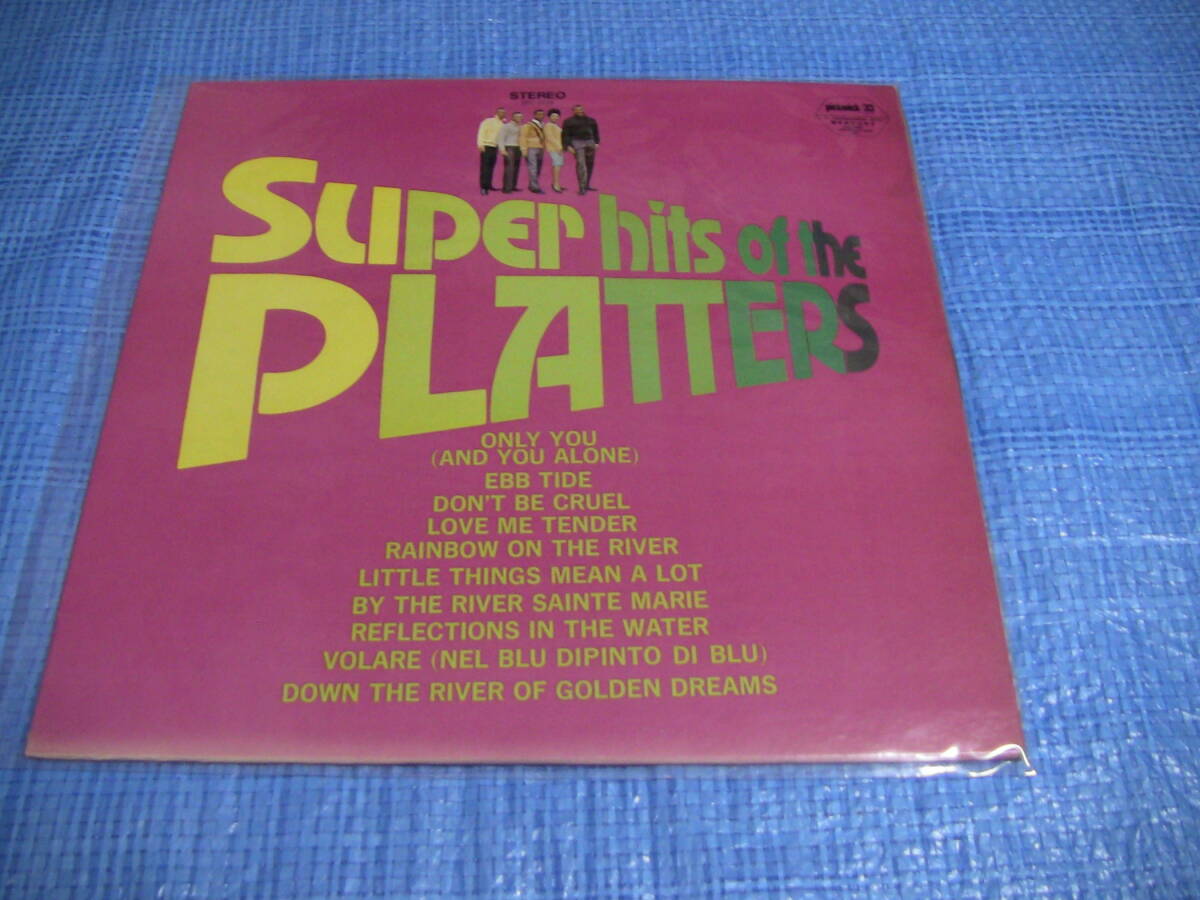 STEREO
pickwick/33
Super hits of the
PLATTERS
ONLY YOU
(AND YOU ALONE)
EBB TIDE
DON'T BE CRUEL
LOVE ME TENDER
RAINBOW ON THE RIVER
LITTLE THINGS MEAN A LOT
BY THE RIVER SAINTE MARIE
REFLECTIONS IN THE WATER
VOLARE (NEL BLU DIPINTO DI BLU)
DOWN THE RIVER OF GOLDEN DREAMS